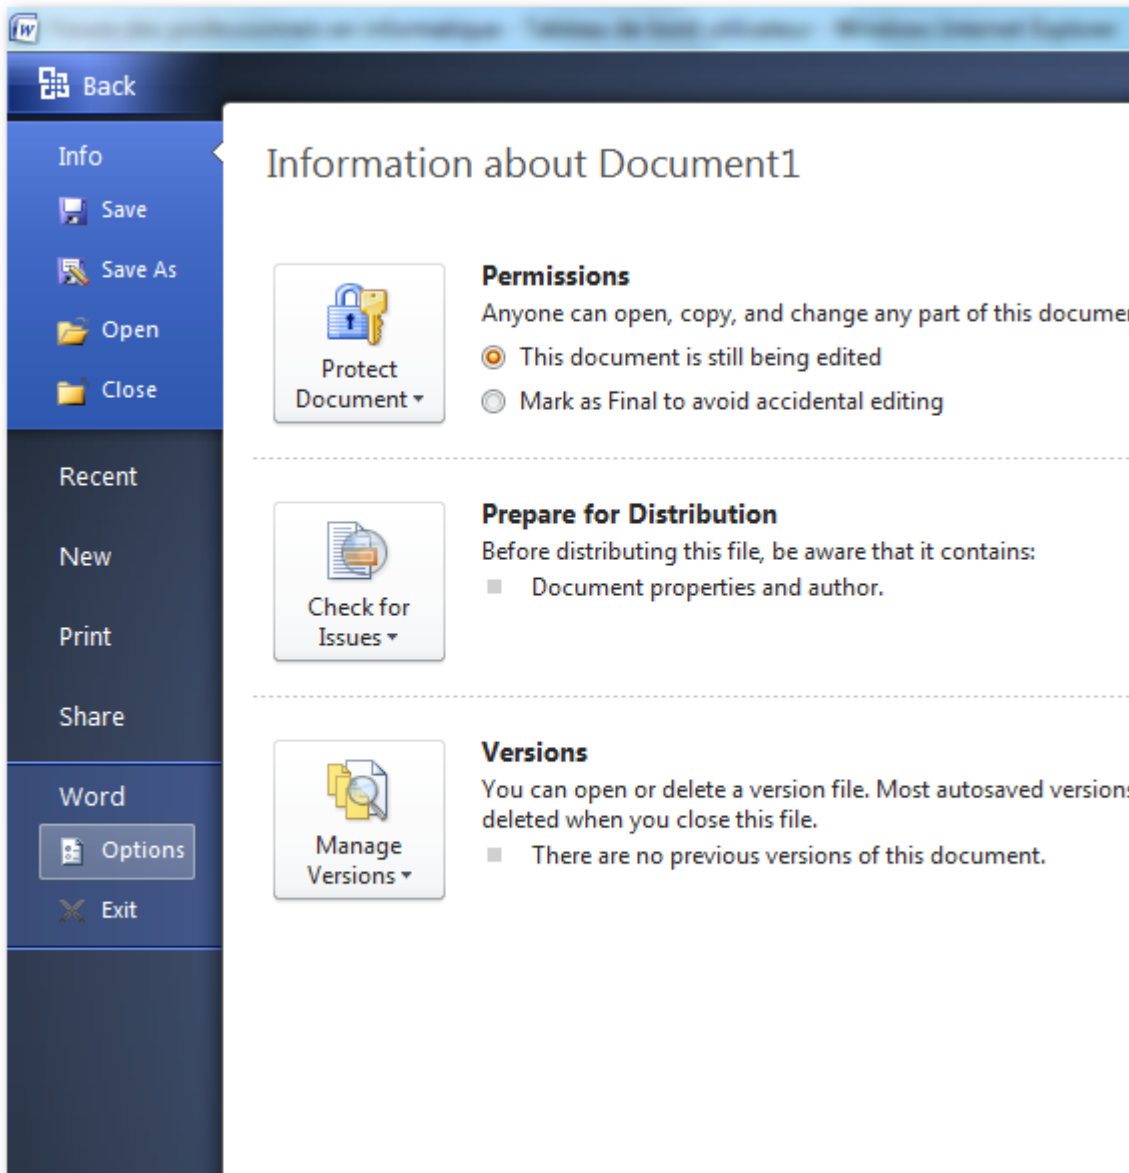 Back
Info
Save
Save As
Open
Close
Recent
New
Print
Share
Word
Options
Exit
Information about Document1
Protect
Document
Permissions
Anyone can open, copy, and change any part of this
This document is still being edited
Mark as Final to avoid accidental editing
Check for
Issues
Prepare for Distribution
Before distributing this file, be aware that it contains:
Document properties and author.
Manage
Versions
Versions
You can open or delete a version file. Most autosaved versions
deleted when you close this file.
There are no previous versions of this document.